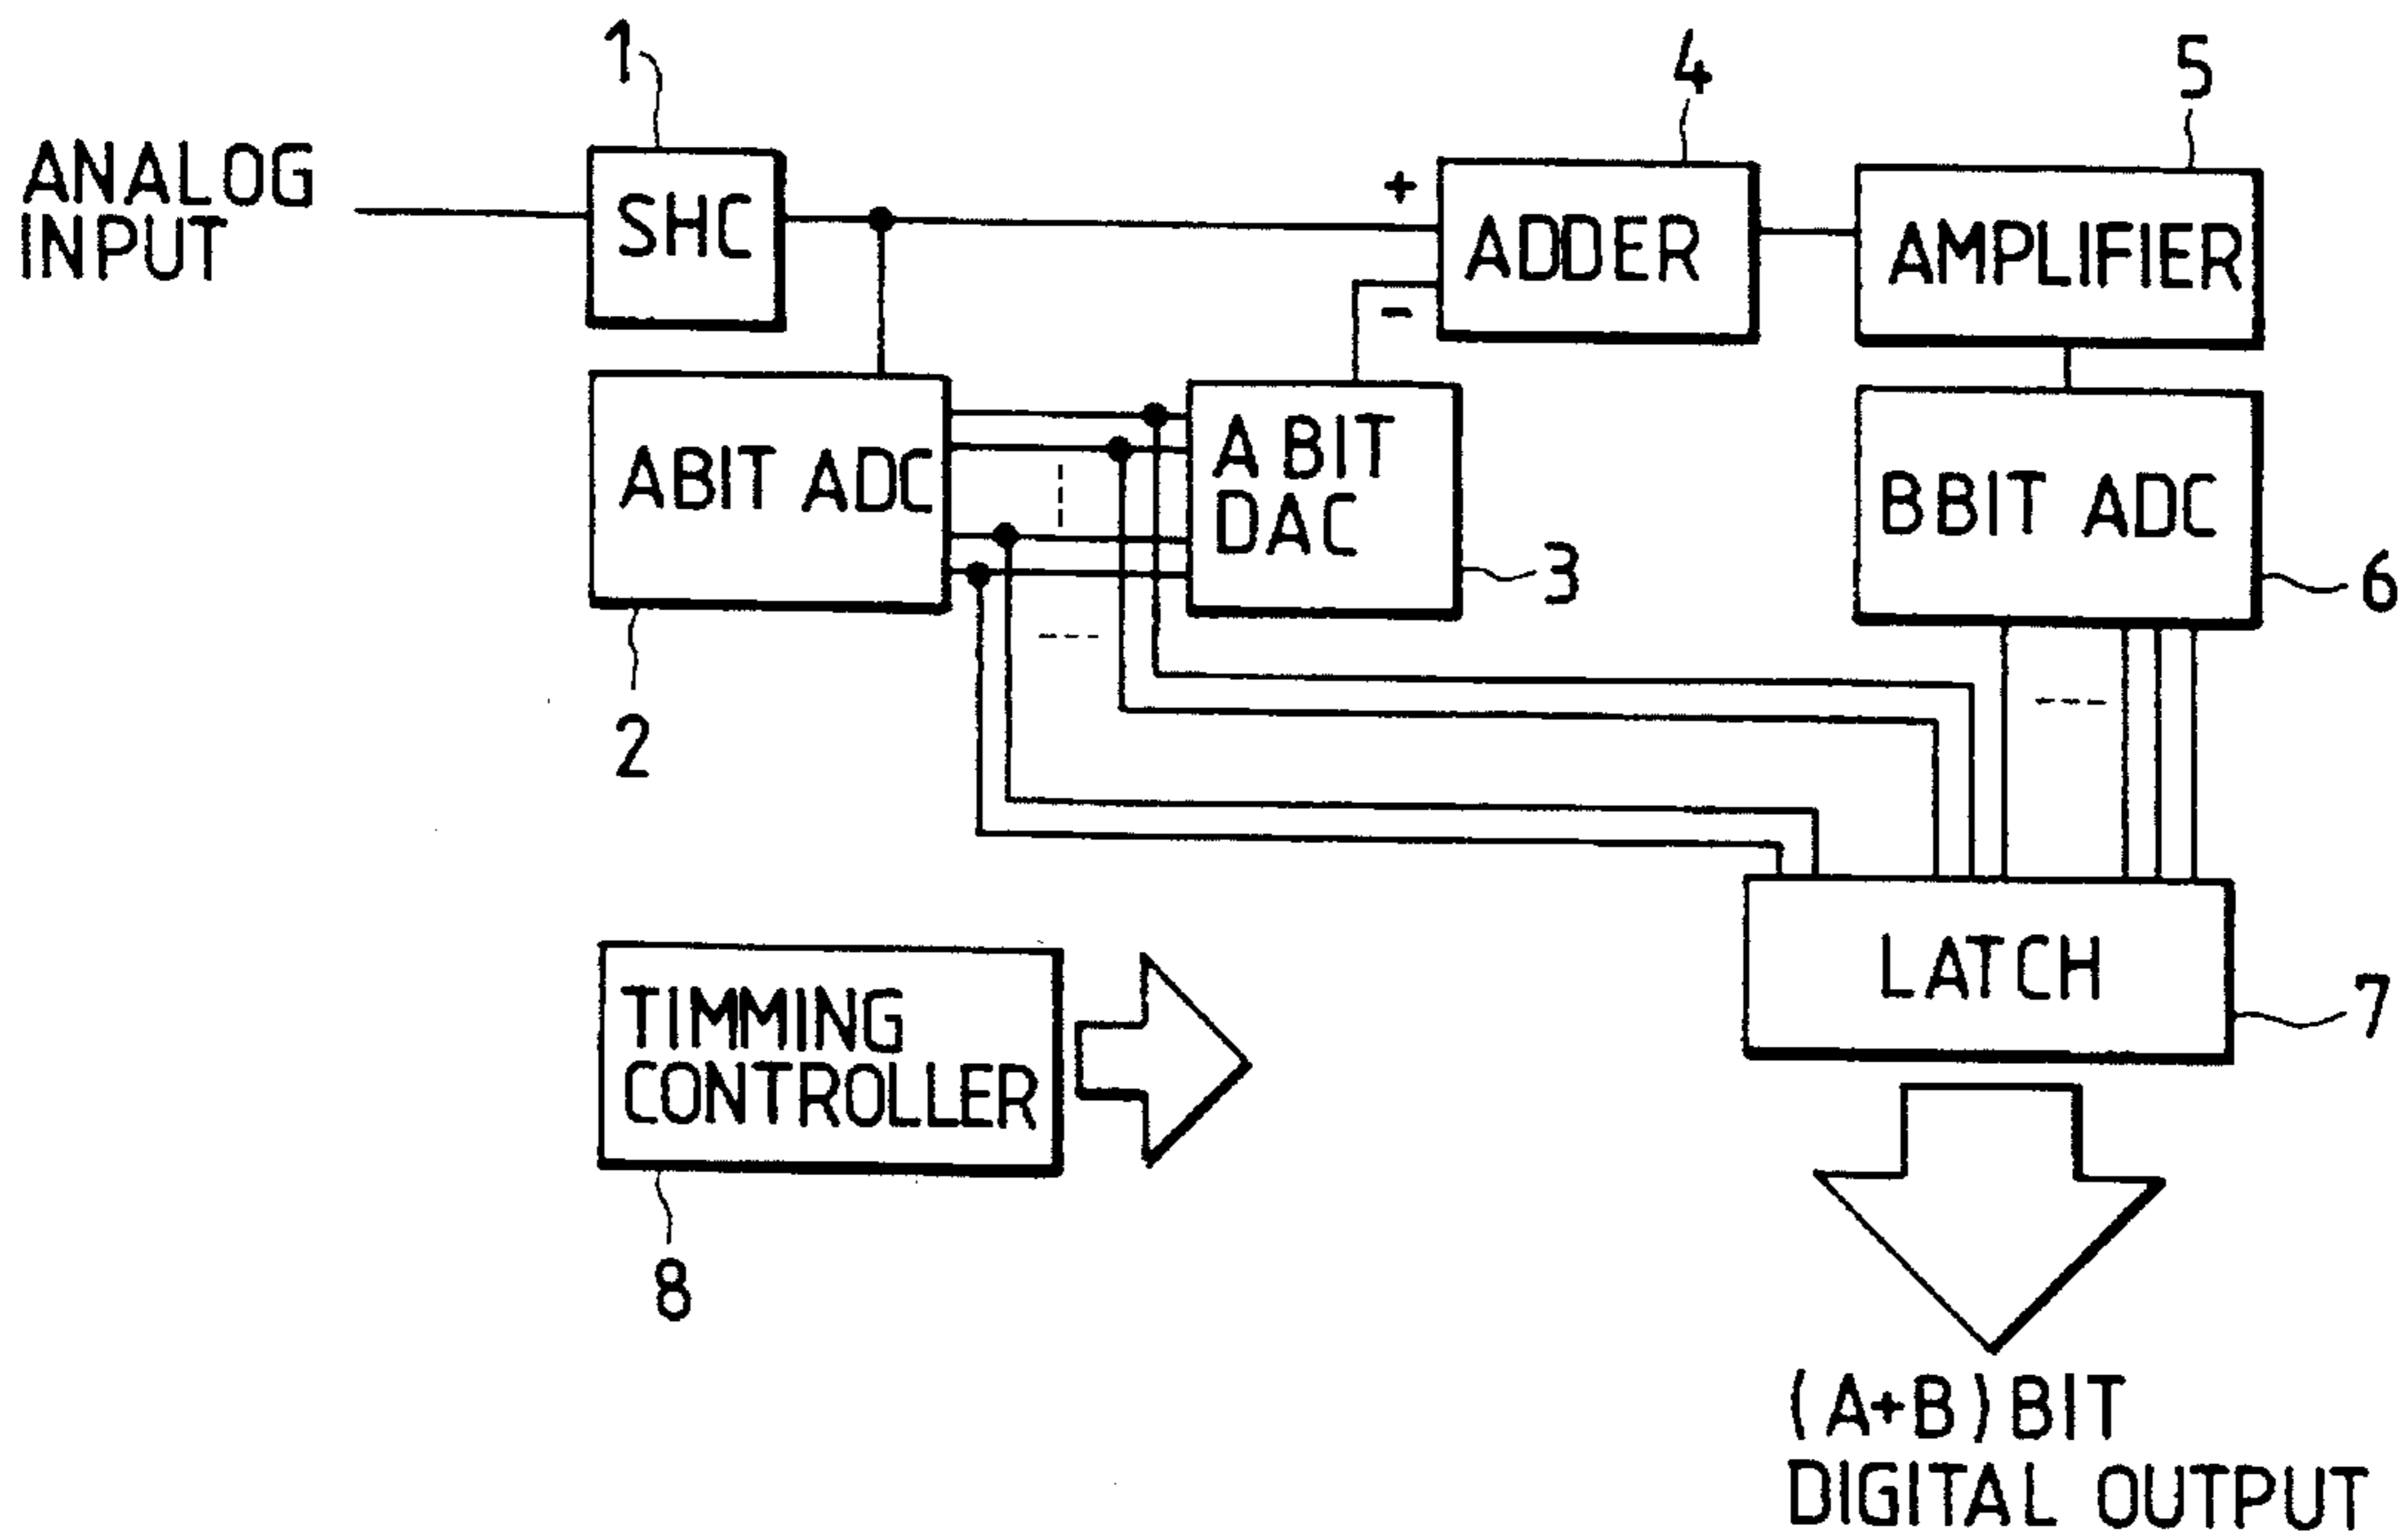 1
4
5
ANALOG
INPUT
SHC
+
-
ADDER
AMPLIFIER
ABIT ADC
A BIT
DAC
BBIT ADC
3
6
2
TIMMING
CONTROLLER
LATCH
7
8
(A+B)BIT
DIGITAL OUTPUT